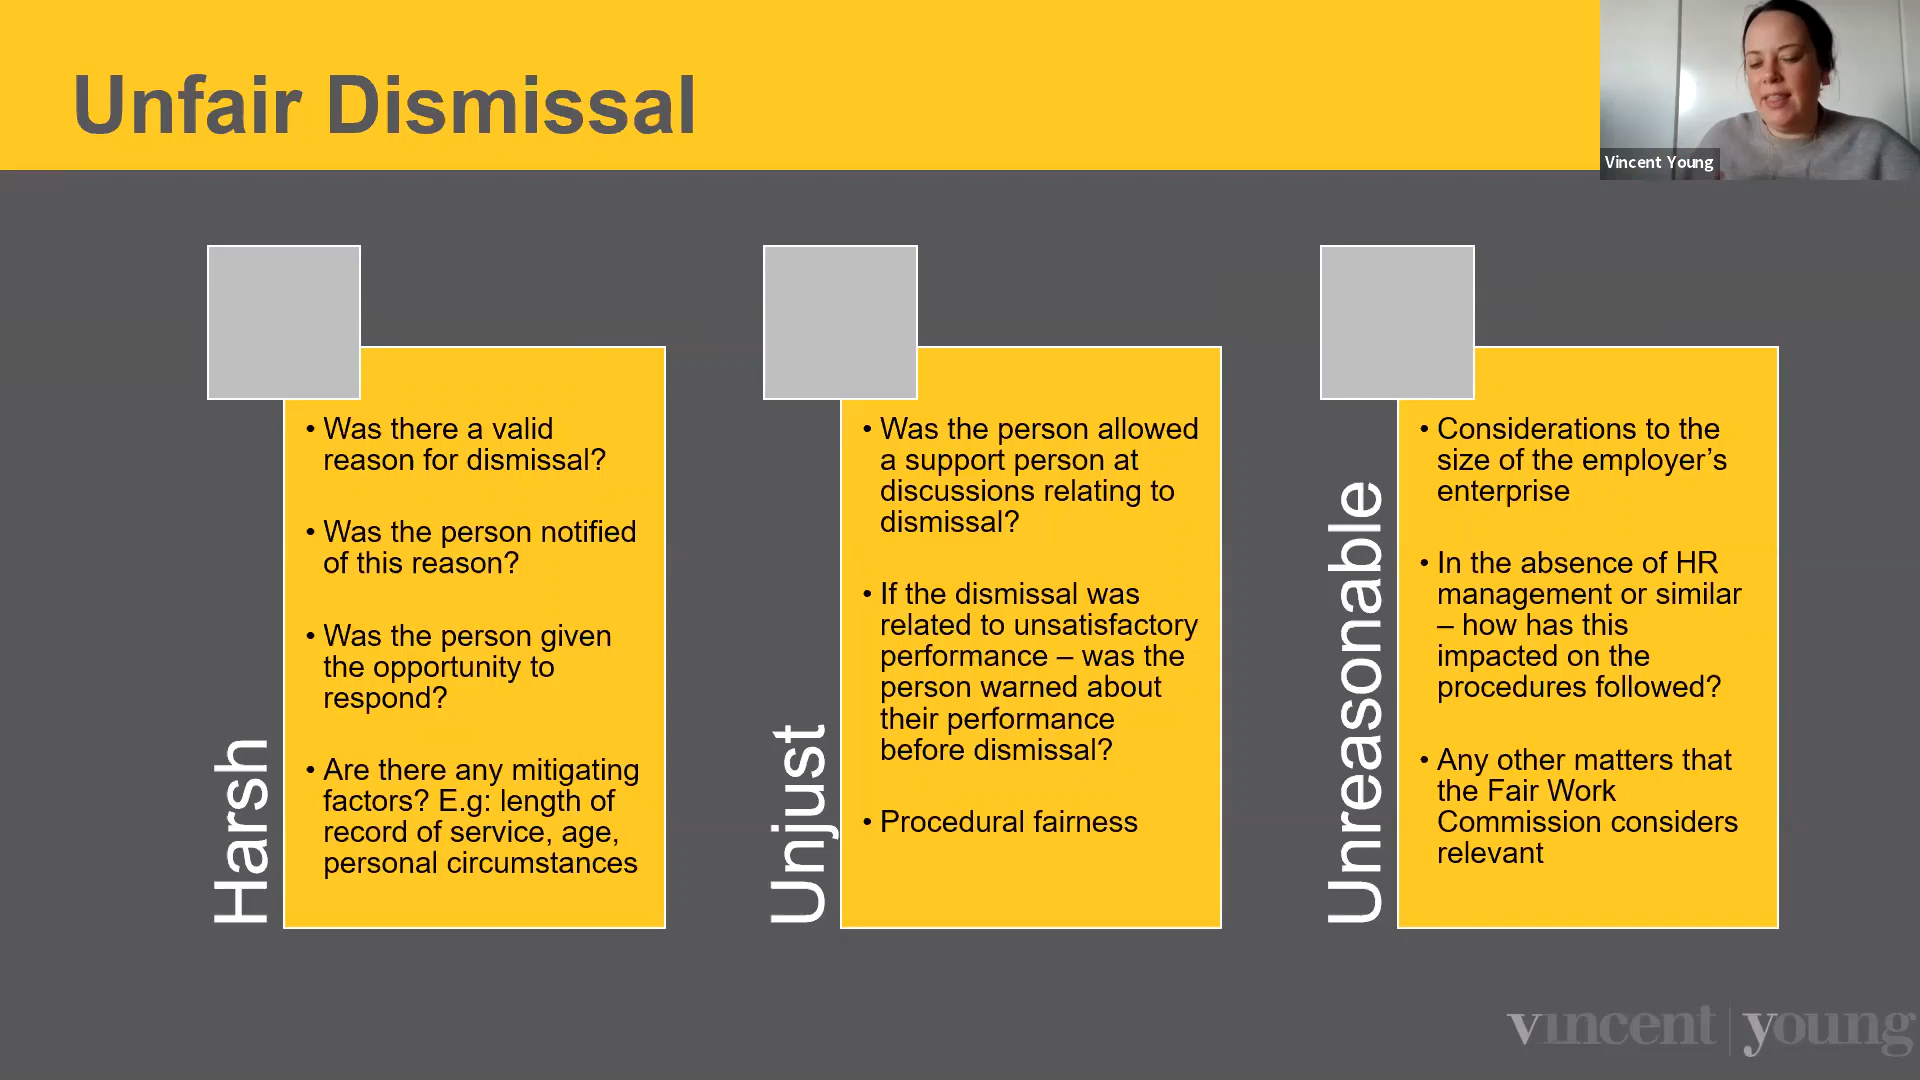 Unfair Dismissal
Vincent Young
Harsh
• Was there a valid
reason for dismissal?
• Was the person notified
of this reason?
• Was the person given
the opportunity to
respond?
• Are there any mitigating
factors? E.g: length of
record of service, age,
personal circumstances
Unjust
• Was the person allowed
a support person at
discussions relating to
dismissal?
• If the dismissal was
related to unsatisfactory
performance – was the
person warned about
their performance
before dismissal?
• Procedural fairness
Unreasonable
• Considerations to the
size of the employer’s
enterprise
• In the absence of HR
management or similar
– how has this
impacted on the
procedures followed?
• Any other matters that
the Fair Work
Commission considers
relevant
vincent | young